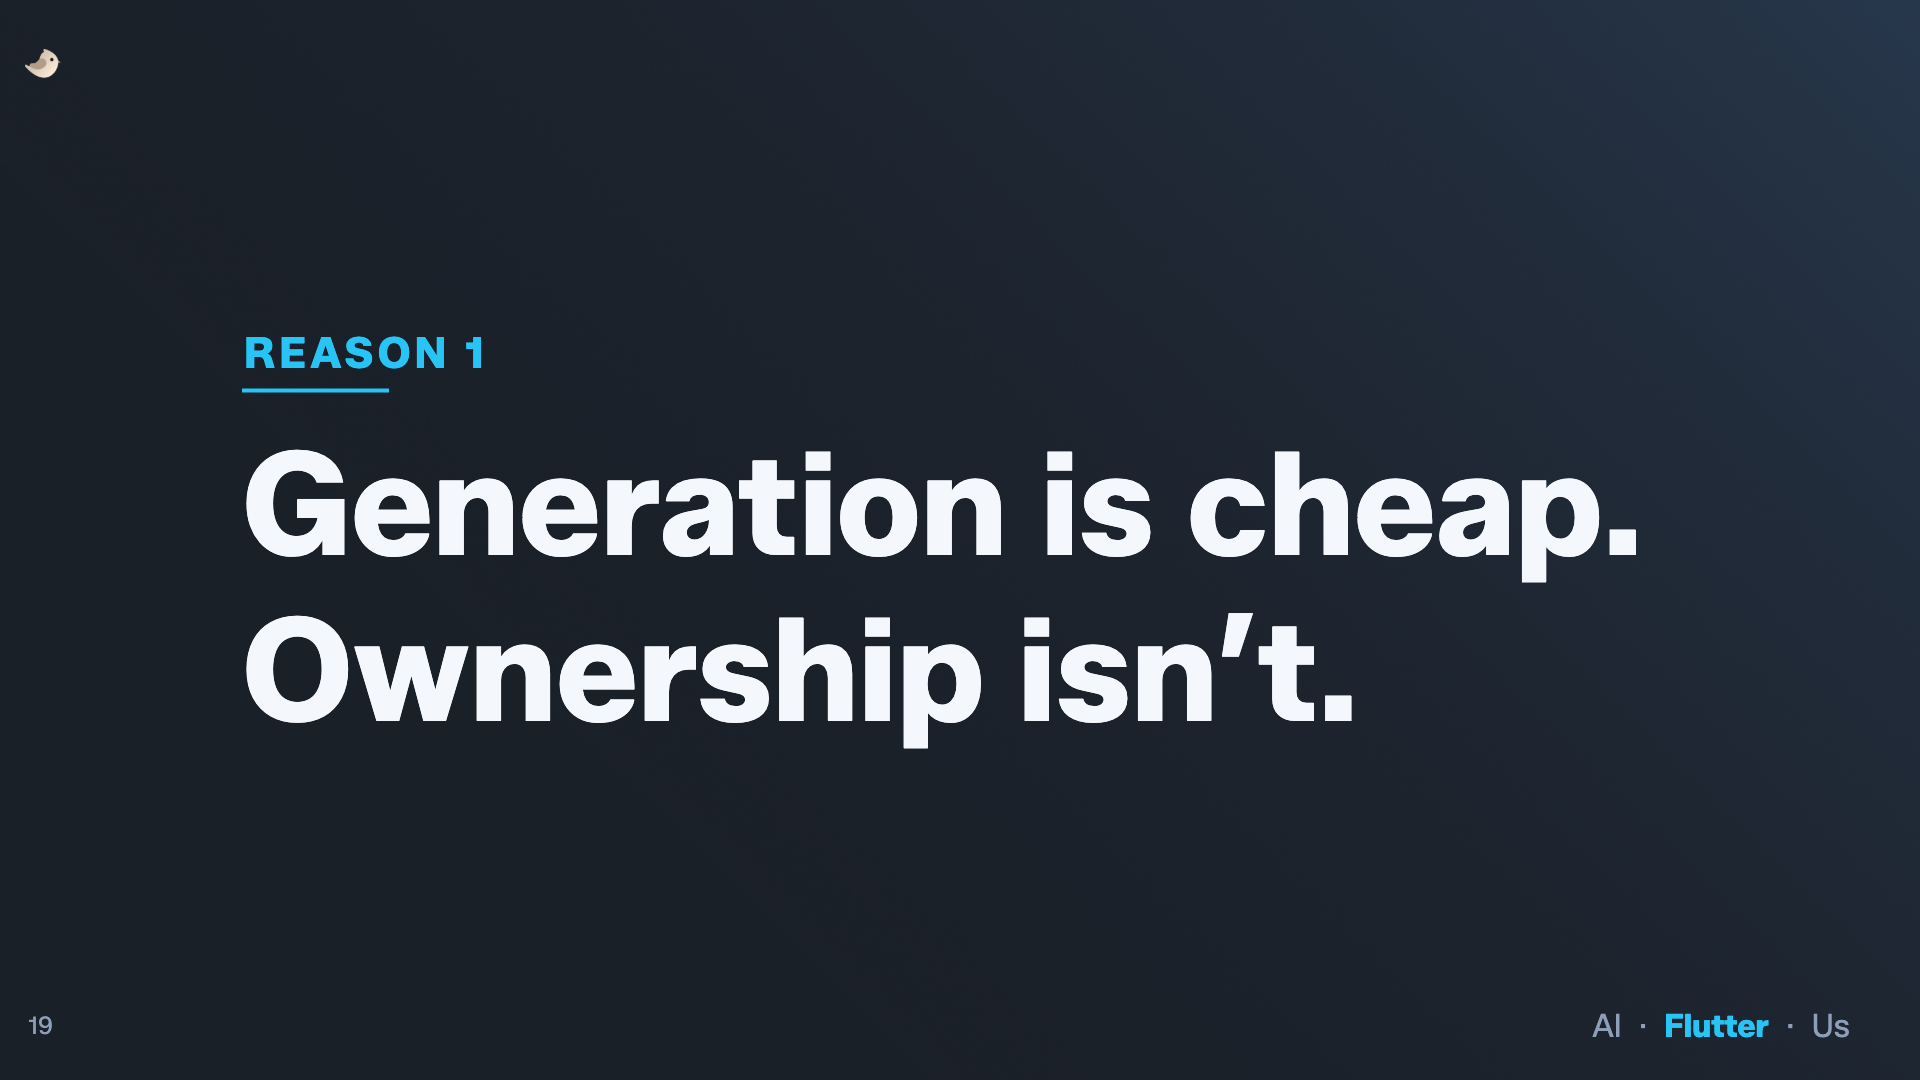 REASON 1
Generation is cheap.
Ownership isn’t.
19
AI · Flutter · Us